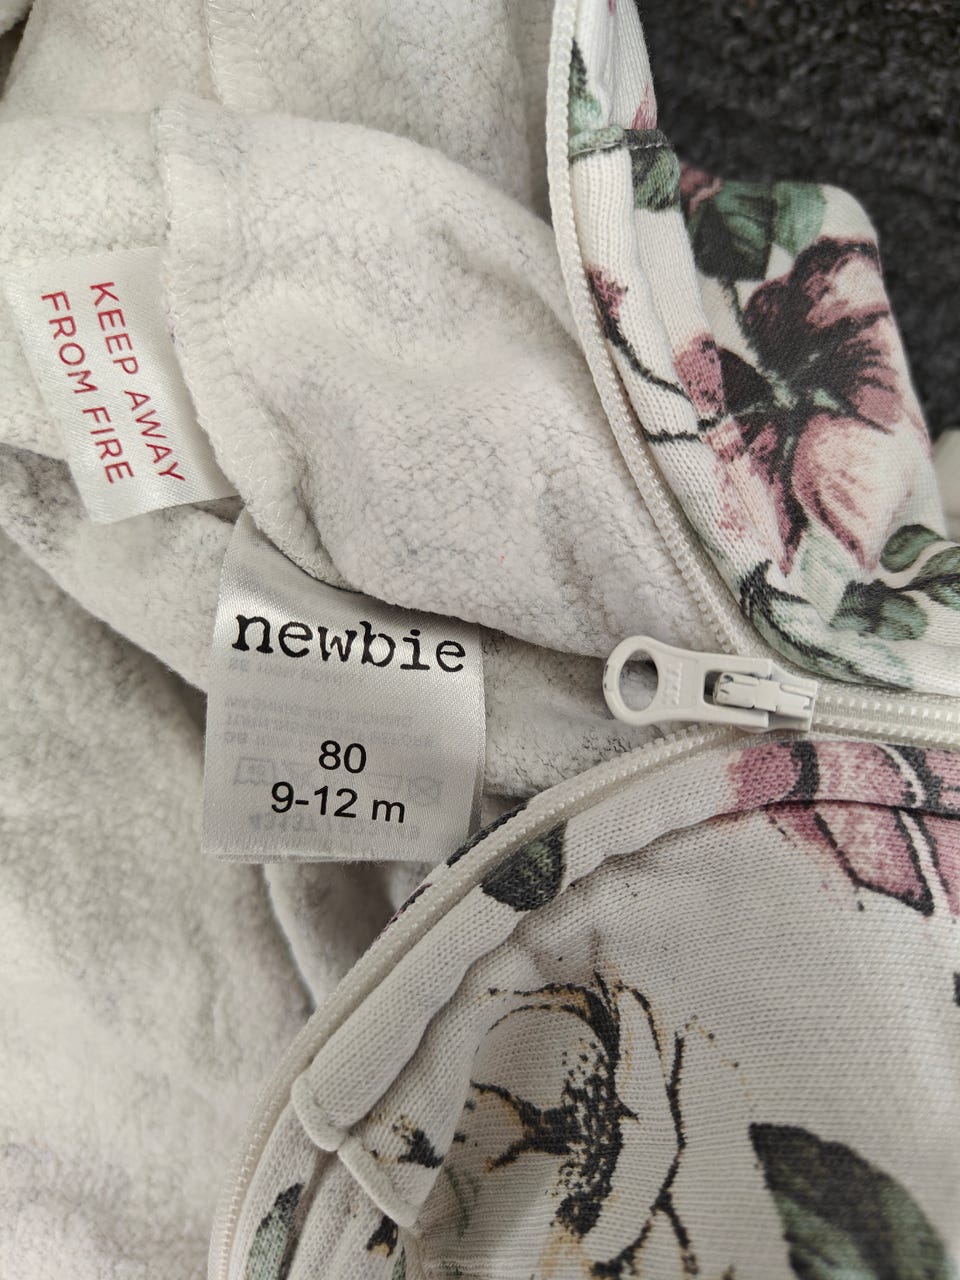 KEEP AWAY
FROM FIRE
newbie
80
9-12 m